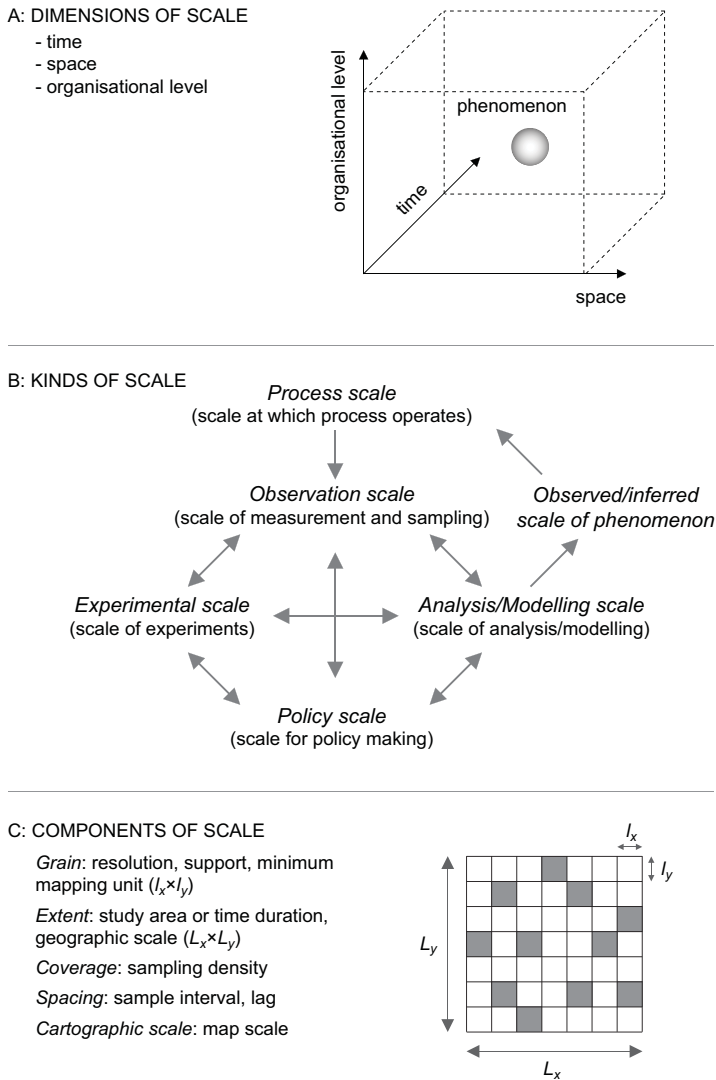 A: DIMENSIONS OF SCALE
- time
- space
- organisational level
organisational level
phenomenon
time
space
B: KINDS OF SCALE
Process scale
(scale at which process operates)
Observation scale
(scale of measurement and sampling)
Observed/inferred
scale of phenomenon
Experimental scale
(scale of experiments)
Analysis/Modelling scale
(scale of analysis/modelling)
Policy scale
(scale for policy making)
C: COMPONENTS OF SCALE
Grain: resolution, support, minimum
mapping unit (lx×ly)
Extent: study area or time duration,
geographic scale (Lx×Ly)
Coverage: sampling density
Spacing: sample interval, lag
Cartographic scale: map scale
lx
ly
Ly
Lx